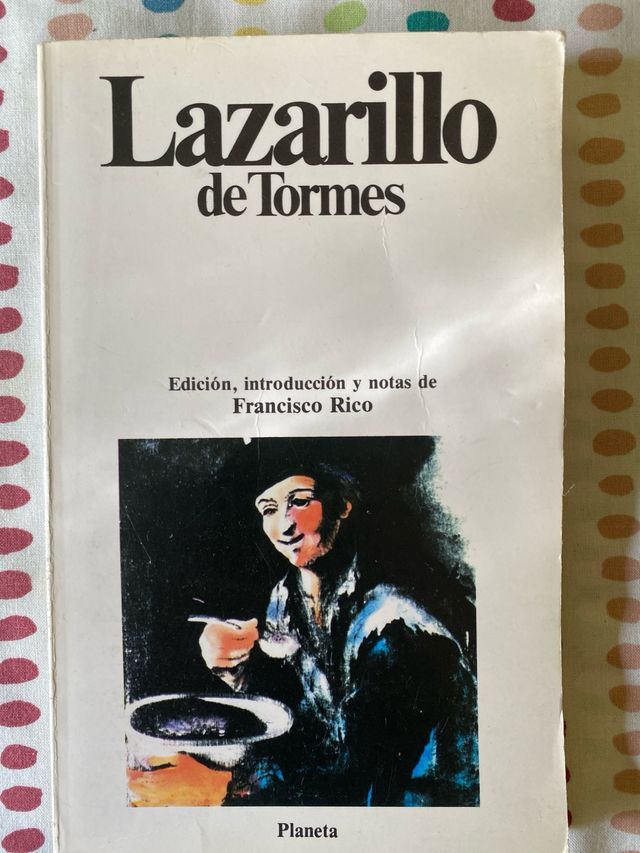 Lazarillo
de Tormes
Edición, introducción y notas de
Francisco Rico
Planeta